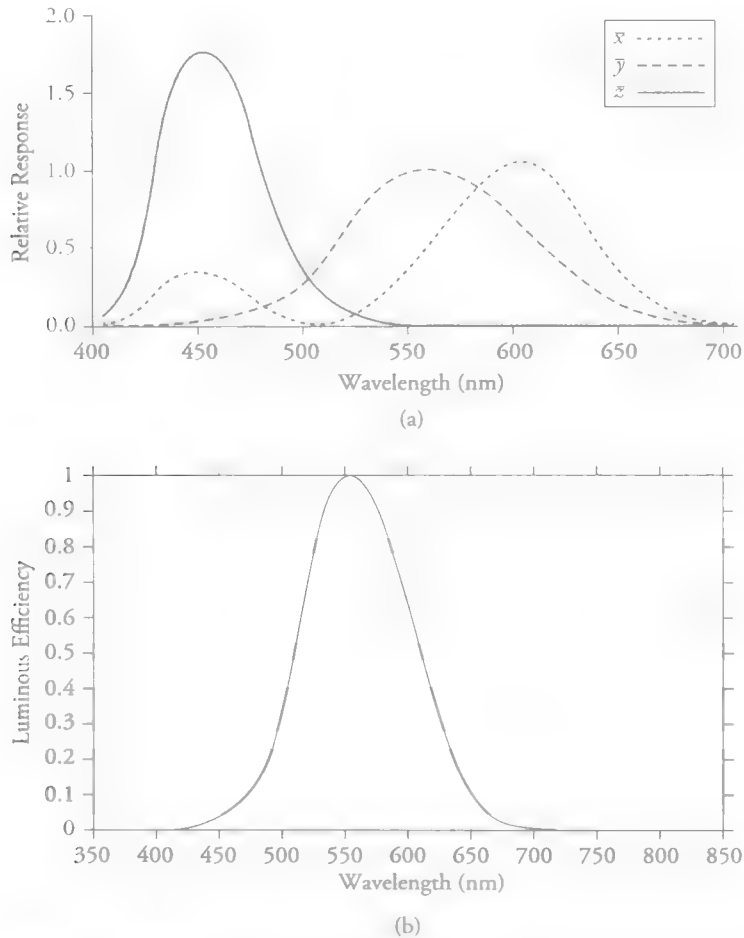 2.0
x̄
ȳ
z̄
1.5
1.0
0.5
0.0
Relative Response
400 450 500 550 600 650 700
Wavelength (nm)
(a)
1
0.9
0.8
0.7
0.6
0.5
0.4
0.3
0.2
0.1
0
Luminous Efficiency
350 400 450 500 550 600 650 700 750 800 850
Wavelength (nm)
(b)